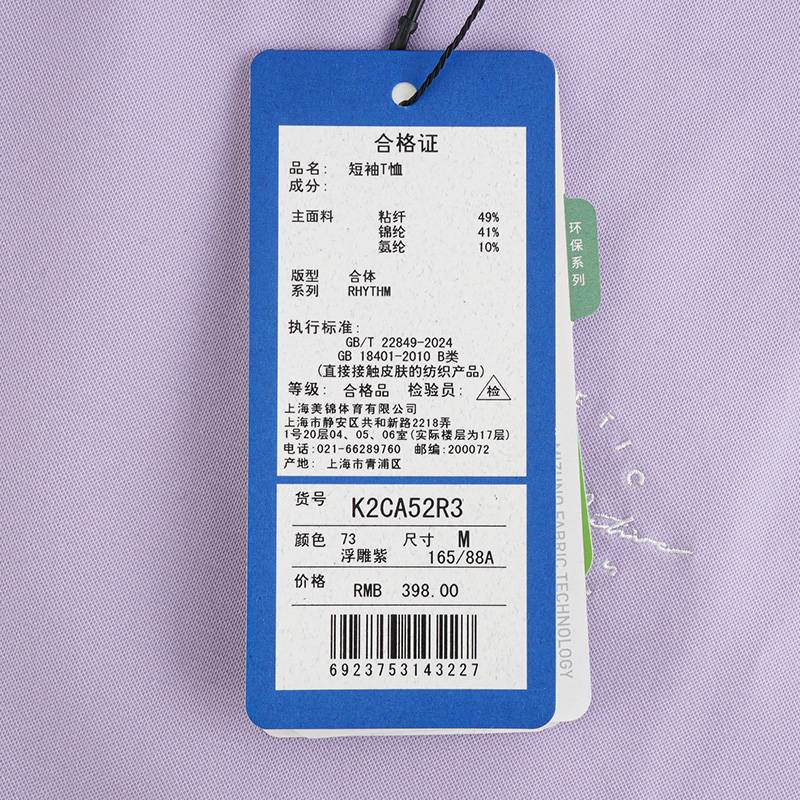 合格证
品名: 短袖T恤
成分:
主面料 粘纤 49%
锦纶 41%
氨纶 10%
版型 合体
系列 RHYTHM
执行标准:
GB/T 22849-2024
GB 18401-2010 B类
(直接接触皮肤的纺织产品)
等级: 合格品 检验员: 检
上海美锦体育有限公司
上海市静安区共和新路2218弄
1号20层04、05、06室(实际楼层为17层)
电话:021-66289760 邮编:200072
产地: 上海市青浦区
货号 K2CA52R3
颜色 73 尺寸 M
浮雕紫 165/88A
价格 RMB 398.00
6923753143227
环保系列
MIZUNO FABRIC TECHNOLOGY
ETIC